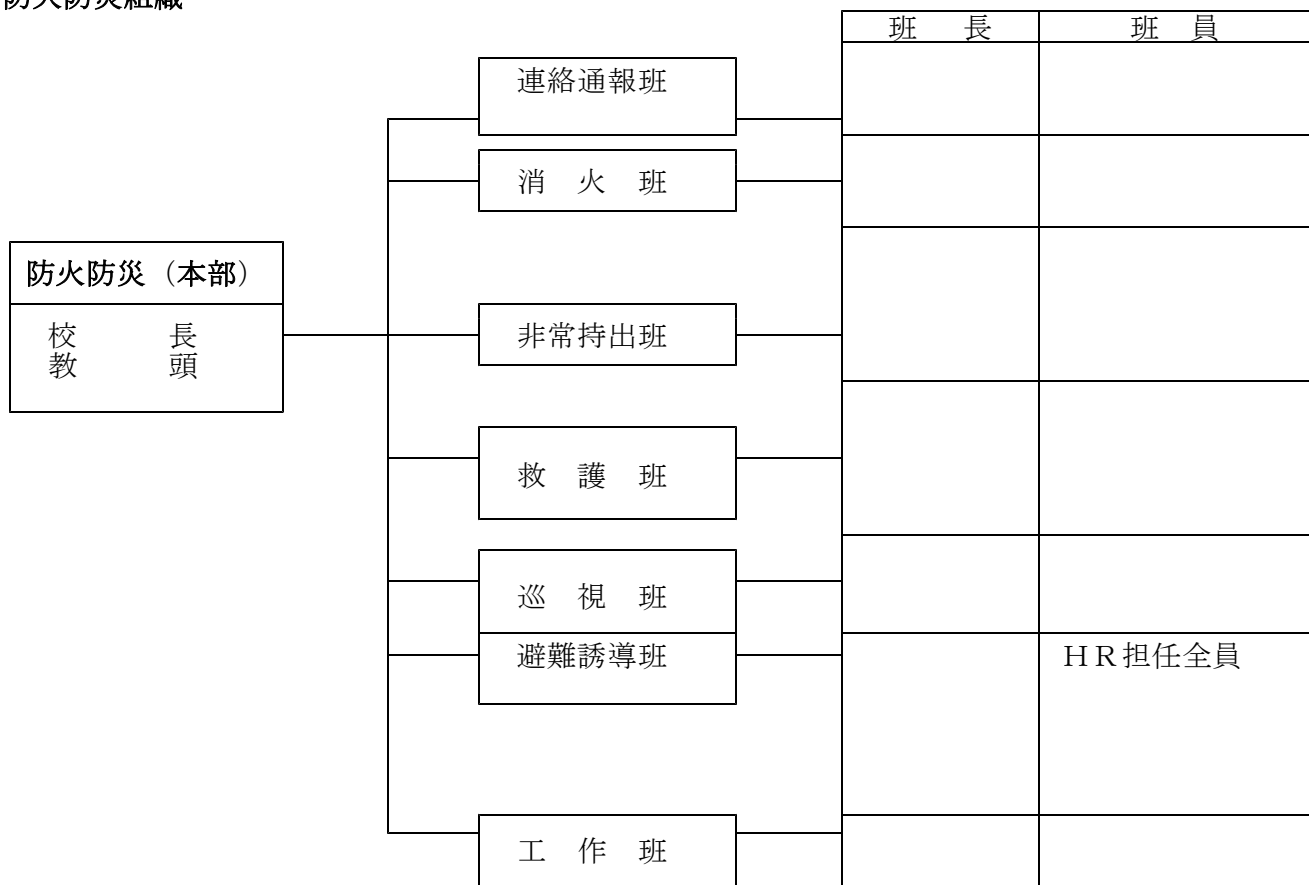 防火防災組織
班　長　班　員
連絡通報班
消　火　班
防火防災（本部）
校　　　長
教　　　頭
非常持出班
救　護　班
巡　視　班
避難誘導班　ＨＲ担任全員
工　作　班